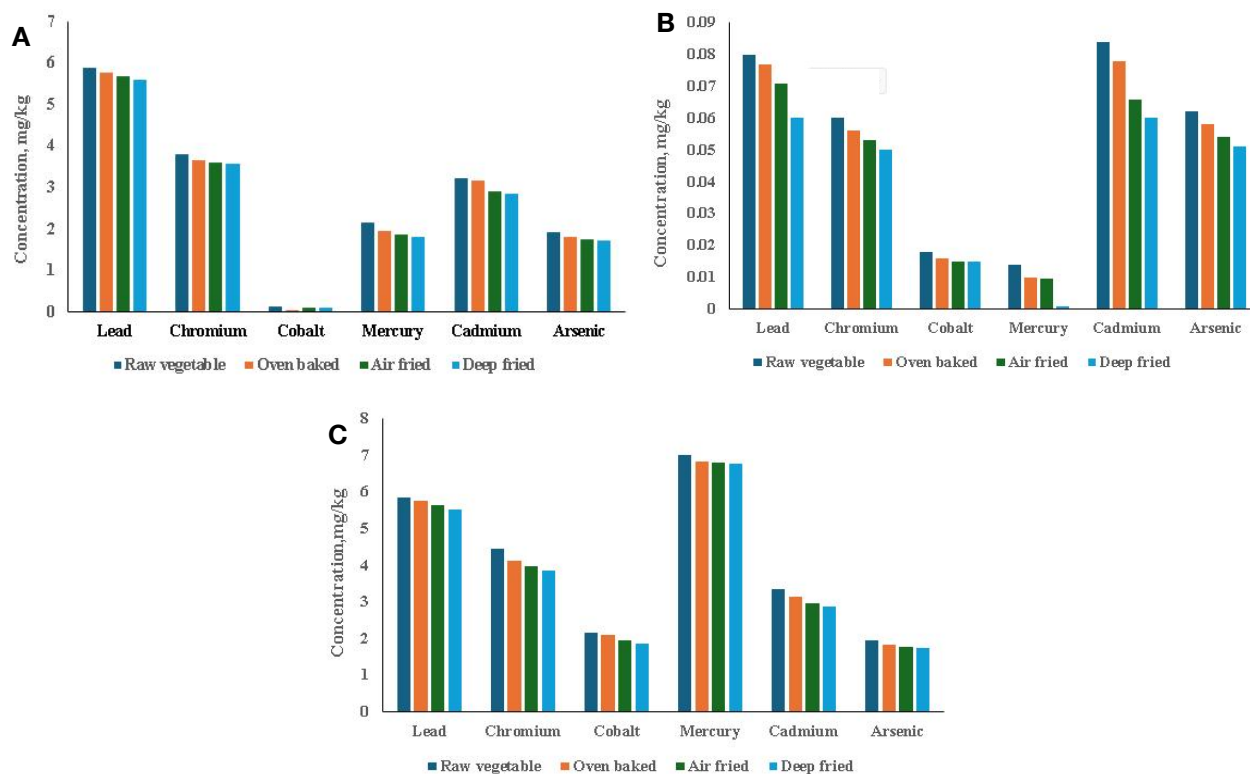 A
Concentration, mg/kg
7
6
5
4
3
2
1
0
Lead Chromium Cobalt Mercury Cadmium Arsenic
Raw vegetable Oven baked Air fried Deep fried
B
Concentration, mg/kg
0.09
0.08
0.07
0.06
0.05
0.04
0.03
0.02
0.01
0
Lead Chromium Cobalt Mercury Cadmium Arsenic
Raw vegetable Oven baked Air fried Deep fried
C
Concentration,mg/kg
8
7
6
5
4
3
2
1
0
Lead Chromium Cobalt Mercury Cadmium Arsenic
Raw vegetable Oven baked Air fried Deep fried